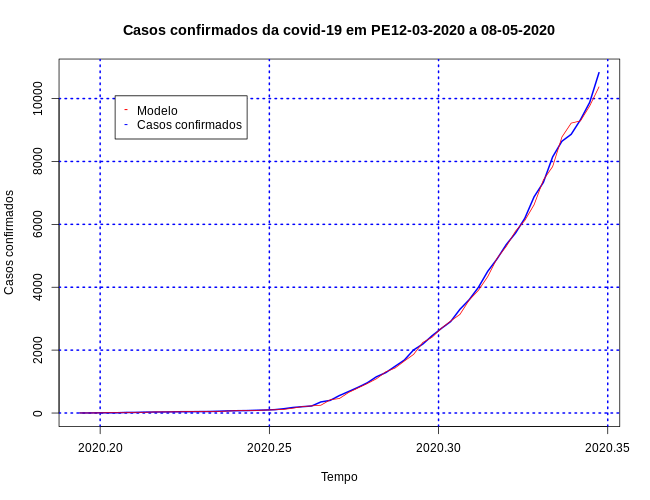 Casos confirmados da covid-19 em PE12-03-2020 a 08-05-2020
Casos confirmados
10000
8000
6000
4000
2000
0
Modelo
Casos confirmados
2020.20
2020.25
2020.30
2020.35
Tempo